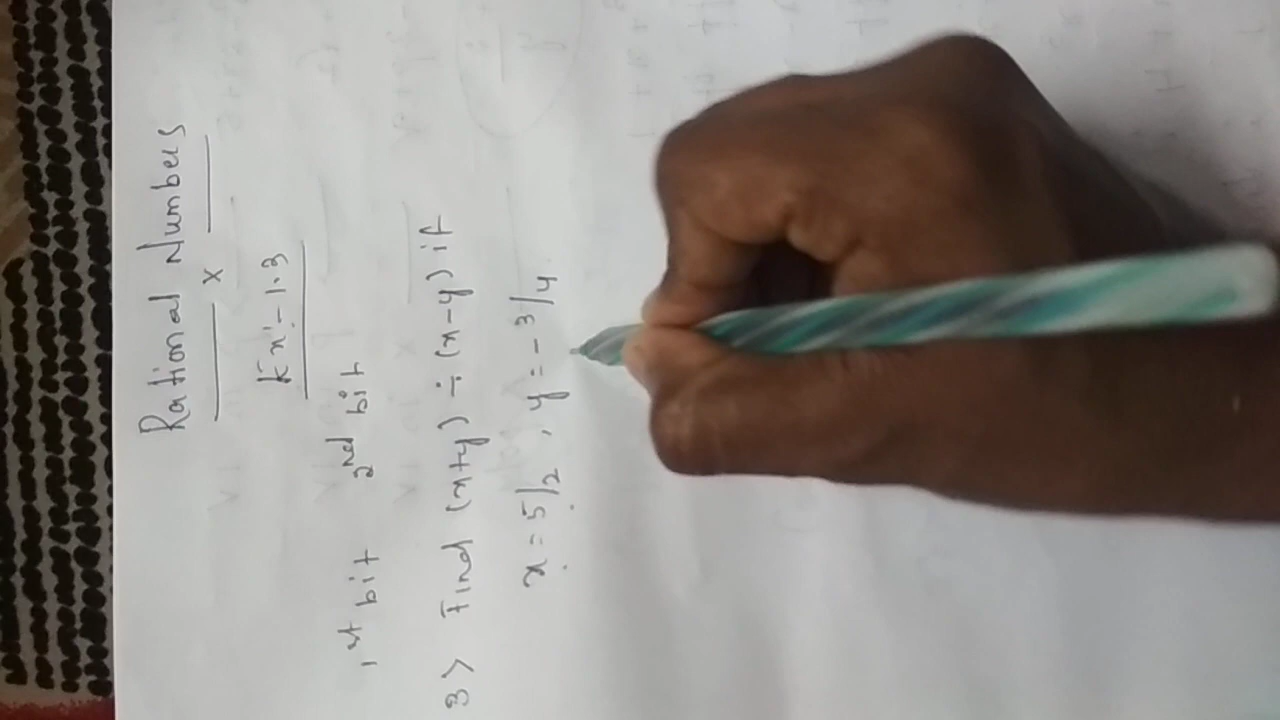 Rational Numbers
x
Ex - 1.3
1st bit 2nd bit
3> Find (x+y) ÷ (x-y) if
x = 5/2, y = -3/4